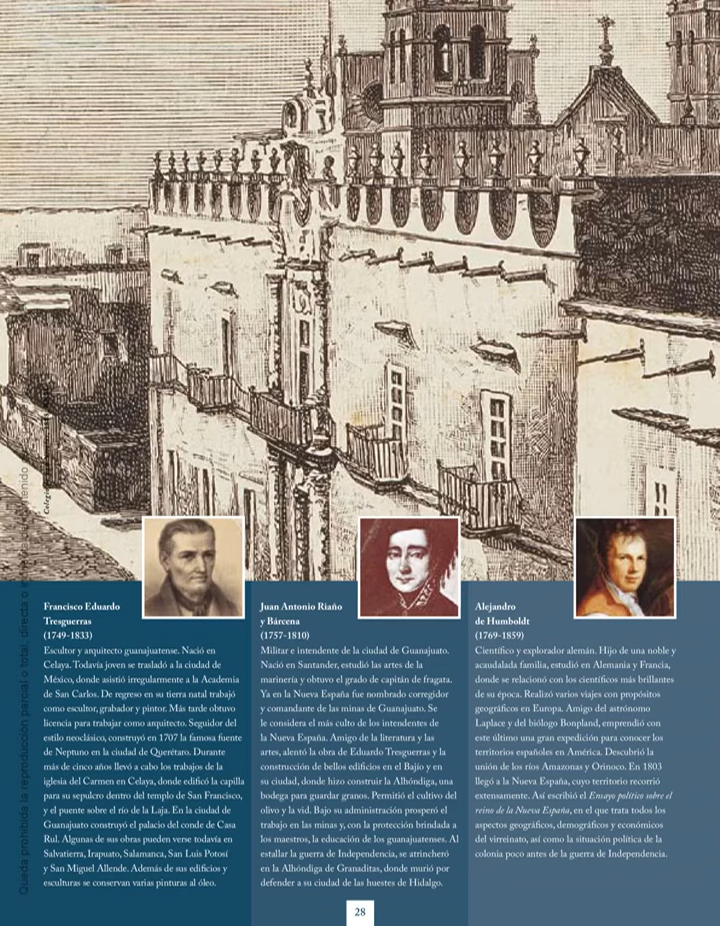 Francisco Eduardo
Tresguerras
(1749-1833)
Escultor y arquitecto guanajuatense. Nació en
Celaya. Todavía joven se trasladó a la ciudad de
México, donde asistió irregularmente a la Academia
de San Carlos. De regreso en su tierra natal trabajó
como escultor, grabador y pintor. Más tarde obtuvo
licencia para trabajar como arquitecto. Seguidor del
estilo neoclásico, construyó en 1707 la famosa fuente
de Neptuno en la ciudad de Querétaro. Durante
más de cinco años llevó a cabo los trabajos de la
iglesia del Carmen en Celaya, donde edificó la capilla
para su sepulcro dentro del templo de San Francisco,
y el puente sobre el río de la Laja. En la ciudad de
Guanajuato construyó el palacio del conde de Casa
Rul. Algunas de sus obras pueden verse todavía en
Salvatierra, Irapuato, Salamanca, San Luis Potosí
y San Miguel Allende. Además de sus edificios y
esculturas se conservan varias pinturas al óleo.
Juan Antonio Riaño
y Bárcena
(1757-1810)
Militar e intendente de la ciudad de Guanajuato.
Nació en Santander, estudió las artes de la
marinería y obtuvo el grado de capitán de fragata.
Ya en la Nueva España fue nombrado corregidor
y comandante de las minas de Guanajuato. Se
le considera el más culto de los intendentes de
la Nueva España. Amigo de la literatura y las
artes, alentó la obra de Eduardo Tresguerras y la
construcción de bellos edificios en el Bajío y en
su ciudad, donde hizo construir la Alhóndiga, una
bodega para guardar granos. Permitió el cultivo del
olivo y la vid. Bajo su administración prosperó el
trabajo en las minas y, con la protección brindada a
los maestros, la educación de los guanajuatenses. Al
estallar la guerra de Independencia, se atrincheró
en la Alhóndiga de Granaditas, donde murió por
defender a su ciudad de las huestes de Hidalgo.
Alejandro
de Humboldt
(1769-1859)
Científico y explorador alemán. Hijo de una noble y
acaudalada familia, estudió en Alemania y Francia,
donde se relacionó con los científicos más brillantes
de su época. Realizó varios viajes con propósitos
geográficos en Europa. Amigo del astrónomo
Laplace y del biólogo Bonpland, emprendió con
este último una gran expedición para conocer los
territorios españoles en América. Descubrió la
unión de los ríos Amazonas y Orinoco. En 1803
llegó a la Nueva España, cuyo territorio recorrió
extensamente. Así escribió el Ensayo político sobre el
reino de la Nueva España, en el que trata todos los
aspectos geográficos, demográficos y económicos
del virreinato, así como la situación política de la
colonia poco antes de la guerra de Independencia.
28
Queda prohibida la reproducción parcial o total, directa o